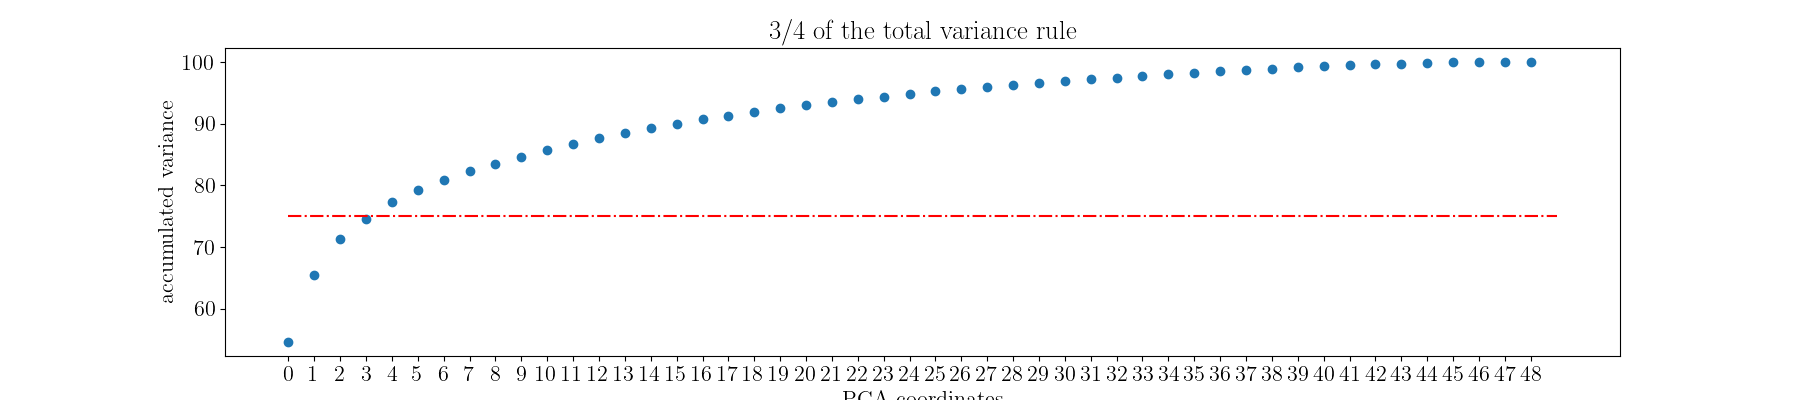 3/4 of the total variance rule
accumulated variance
100
90
80
70
60
0 1 2 3 4 5 6 7 8 9 10 11 12 13 14 15 16 17 18 19 20 21 22 23 24 25 26 27 28 29 30 31 32 33 34 35 36 37 38 39 40 41 42 43 44 45 46 47 48
PCA coordinates